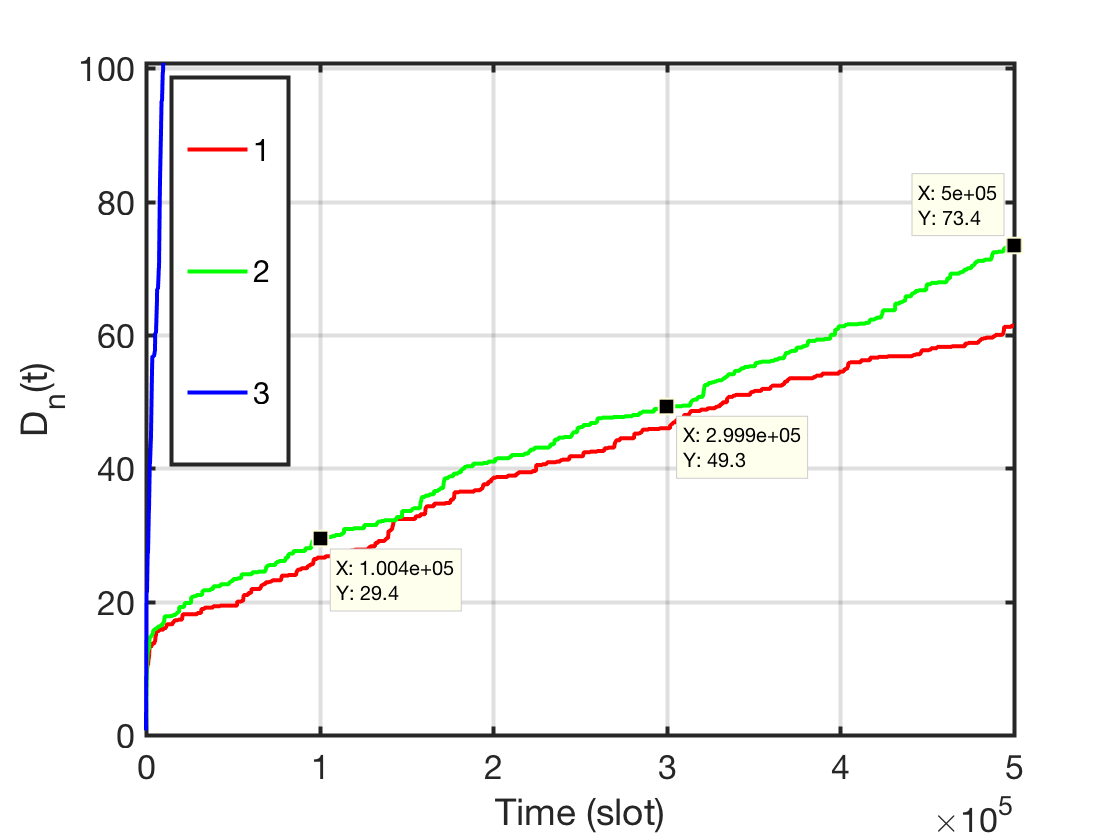 100
80
60
40
20
0
D_n(t)
1
2
3
X: 5e+05
Y: 73.4
X: 2.999e+05
Y: 49.3
X: 1.004e+05
Y: 29.4
0 1 2 3 4 5
Time (slot)
×10^5